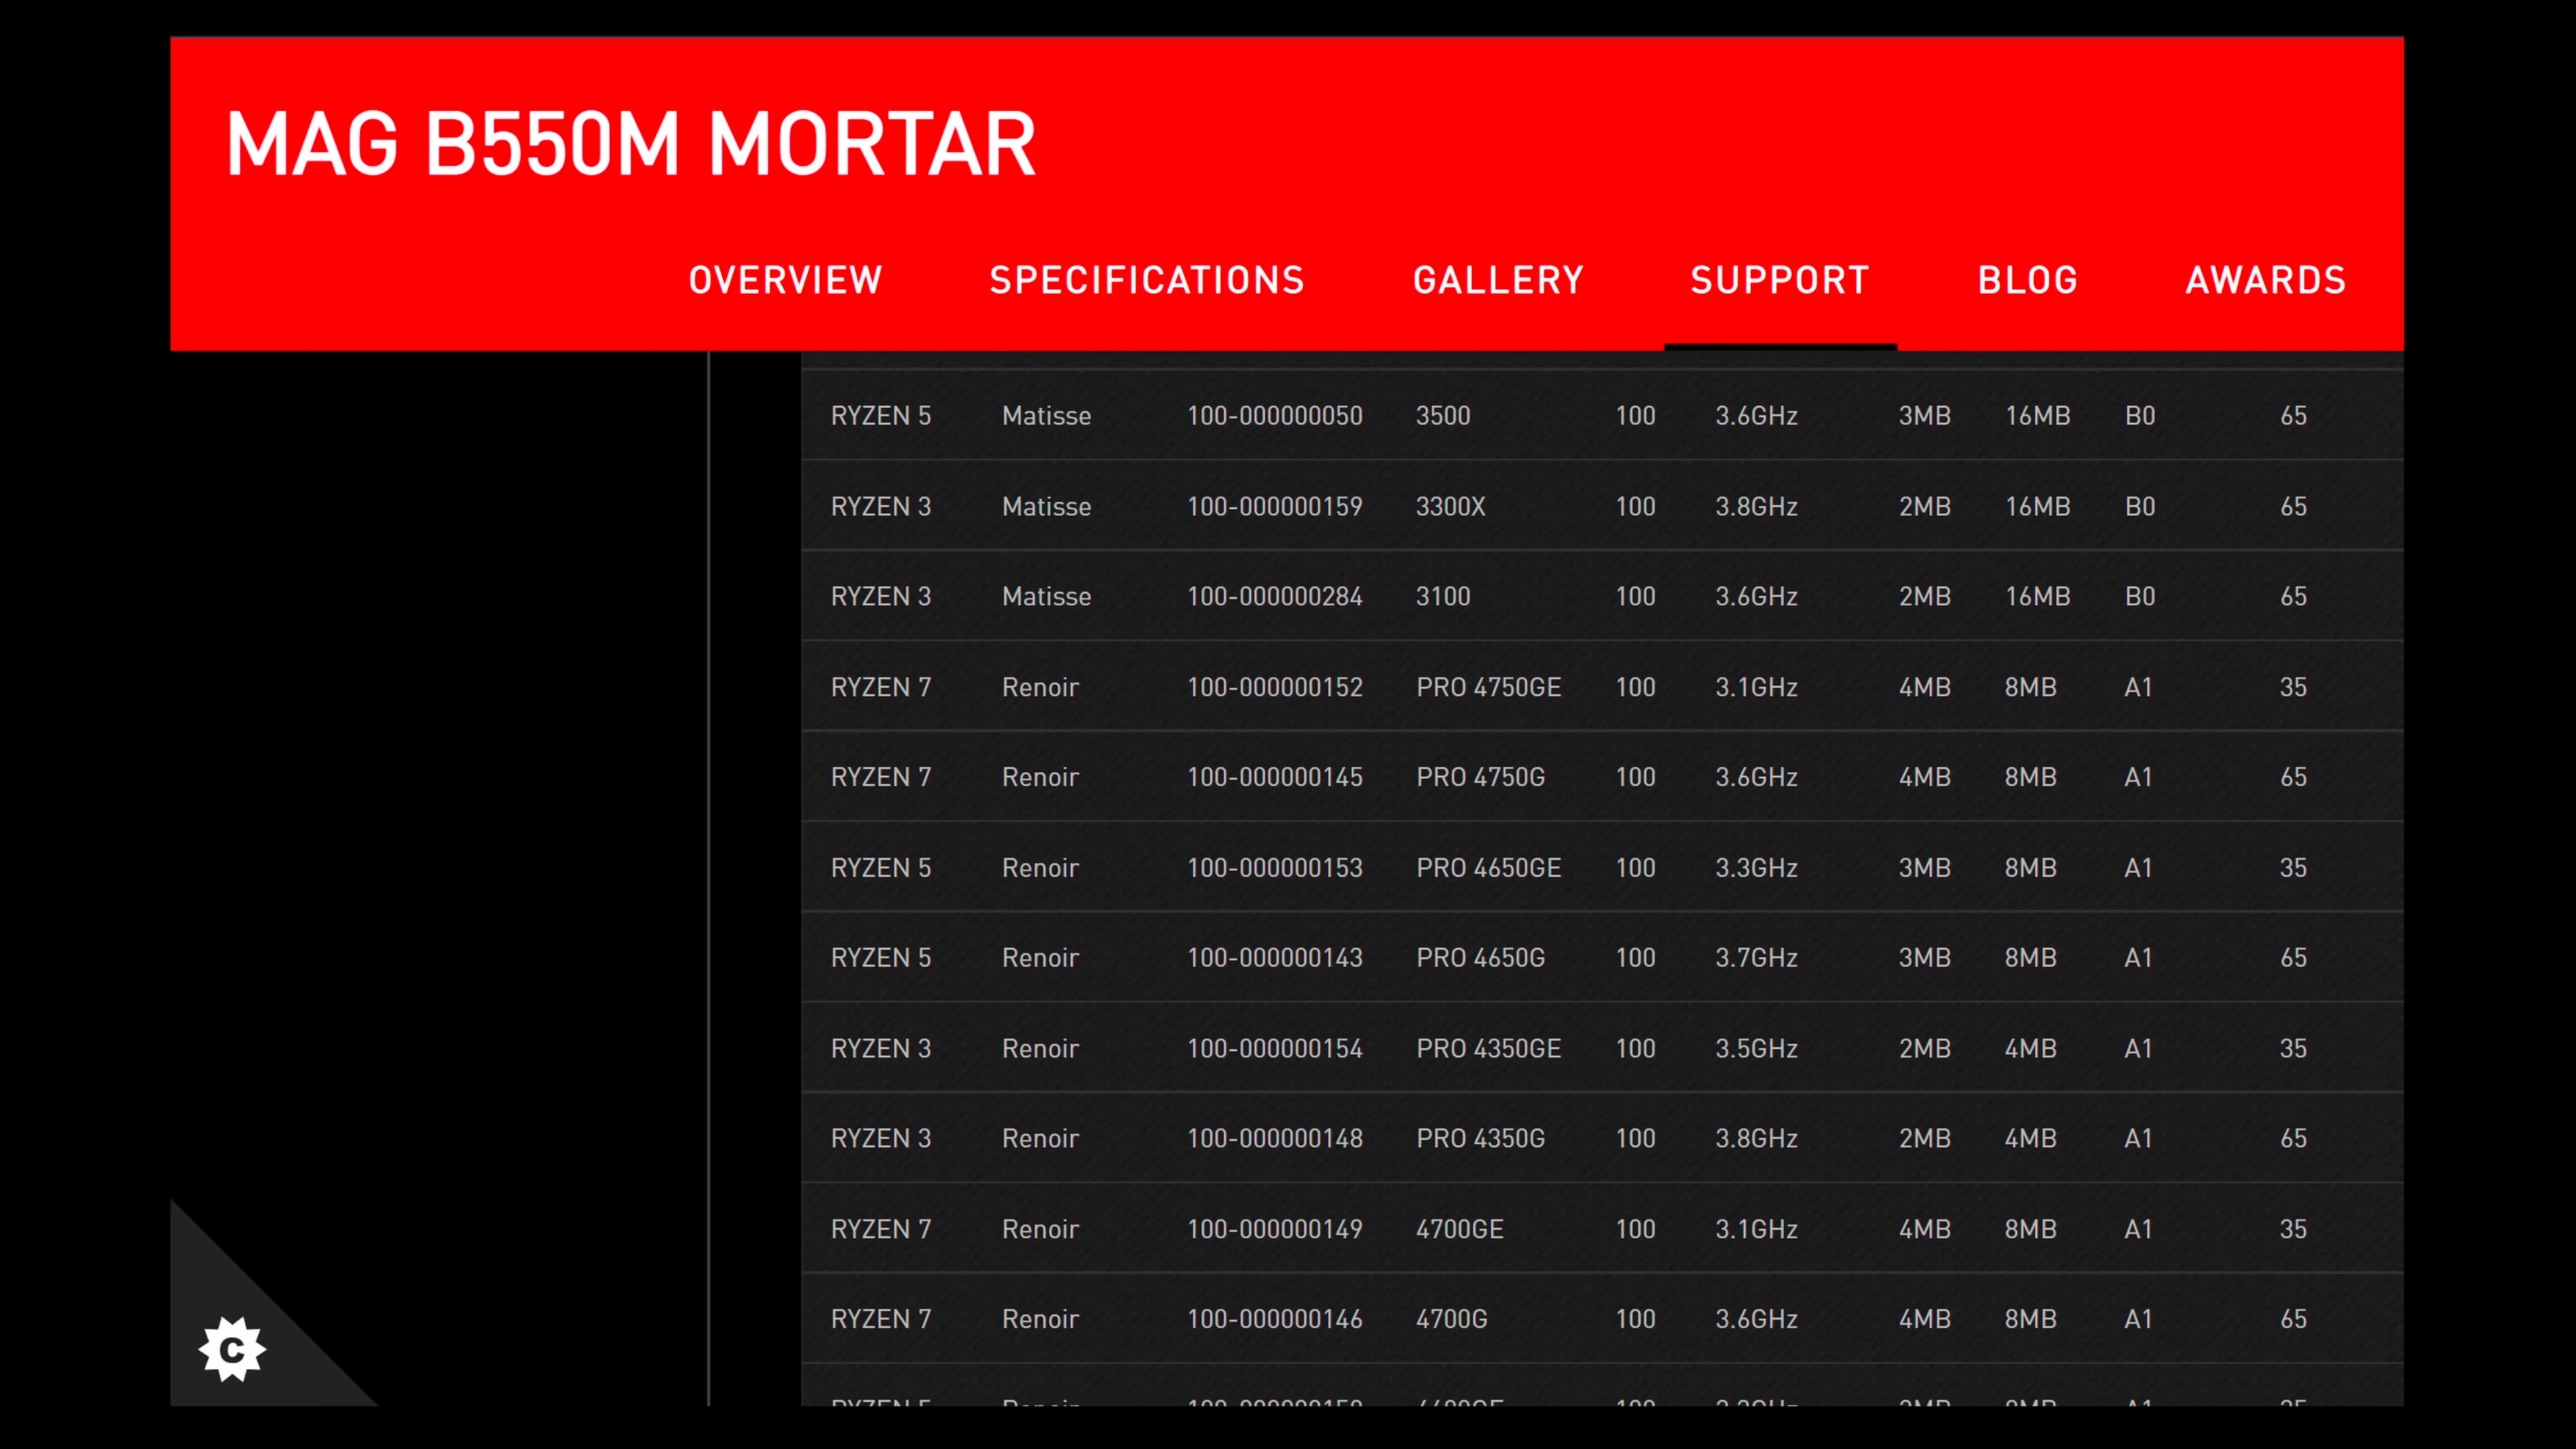 MAG B550M MORTAR
OVERVIEW SPECIFICATIONS GALLERY SUPPORT BLOG AWARDS
RYZEN 5 Matisse 100-000000050 3500 100 3.6GHz 3MB 16MB B0 65
RYZEN 3 Matisse 100-000000159 3300X 100 3.8GHz 2MB 16MB B0 65
RYZEN 3 Matisse 100-000000284 3100 100 3.6GHz 2MB 16MB B0 65
RYZEN 7 Renoir 100-000000152 PRO 4750GE 100 3.1GHz 4MB 8MB A1 35
RYZEN 7 Renoir 100-000000145 PRO 4750G 100 3.6GHz 4MB 8MB A1 65
RYZEN 5 Renoir 100-000000153 PRO 4650GE 100 3.3GHz 3MB 8MB A1 35
RYZEN 5 Renoir 100-000000143 PRO 4650G 100 3.7GHz 3MB 8MB A1 65
RYZEN 3 Renoir 100-000000154 PRO 4350GE 100 3.5GHz 2MB 4MB A1 35
RYZEN 3 Renoir 100-000000148 PRO 4350G 100 3.8GHz 2MB 4MB A1 65
RYZEN 7 Renoir 100-000000149 4700GE 100 3.1GHz 4MB 8MB A1 35
RYZEN 7 Renoir 100-000000146 4700G 100 3.6GHz 4MB 8MB A1 65
C